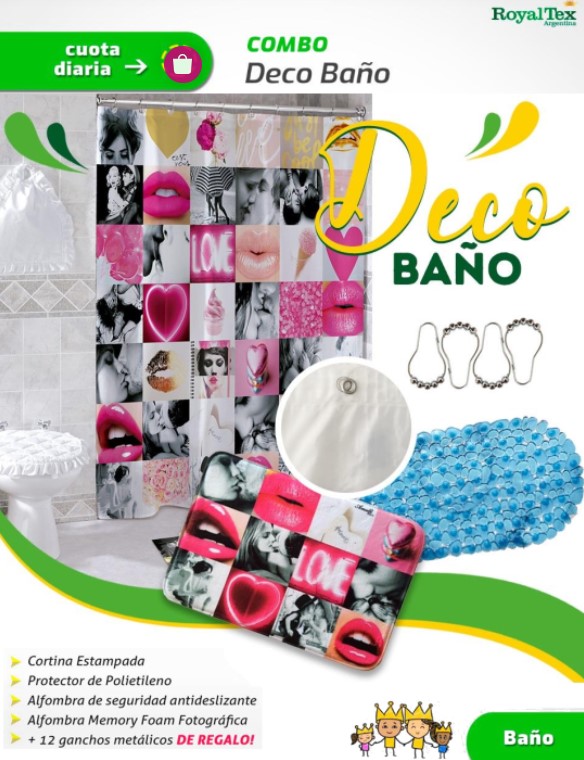 RoyalTex
Argentina
cuota
diaria →
COMBO
Deco Baño
Deco
BAÑO
LOVE
LOVE
Cortina Estampada
Protector de Polietileno
Alfombra de seguridad antideslizante
Alfombra Memory Foam Fotográfica
+ 12 ganchos metálicos DE REGALO!
Baño